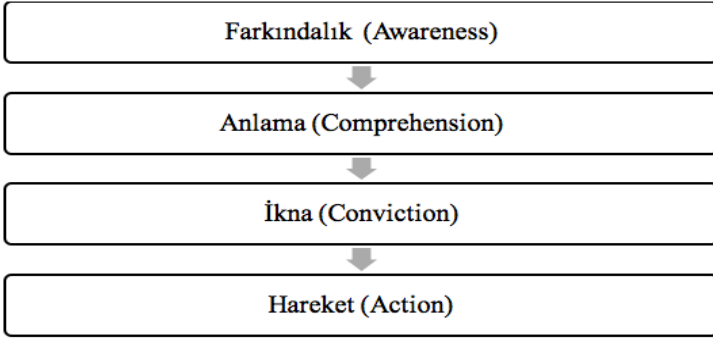 Farkındalık (Awareness)
Anlama (Comprehension)
İkna (Conviction)
Hareket (Action)